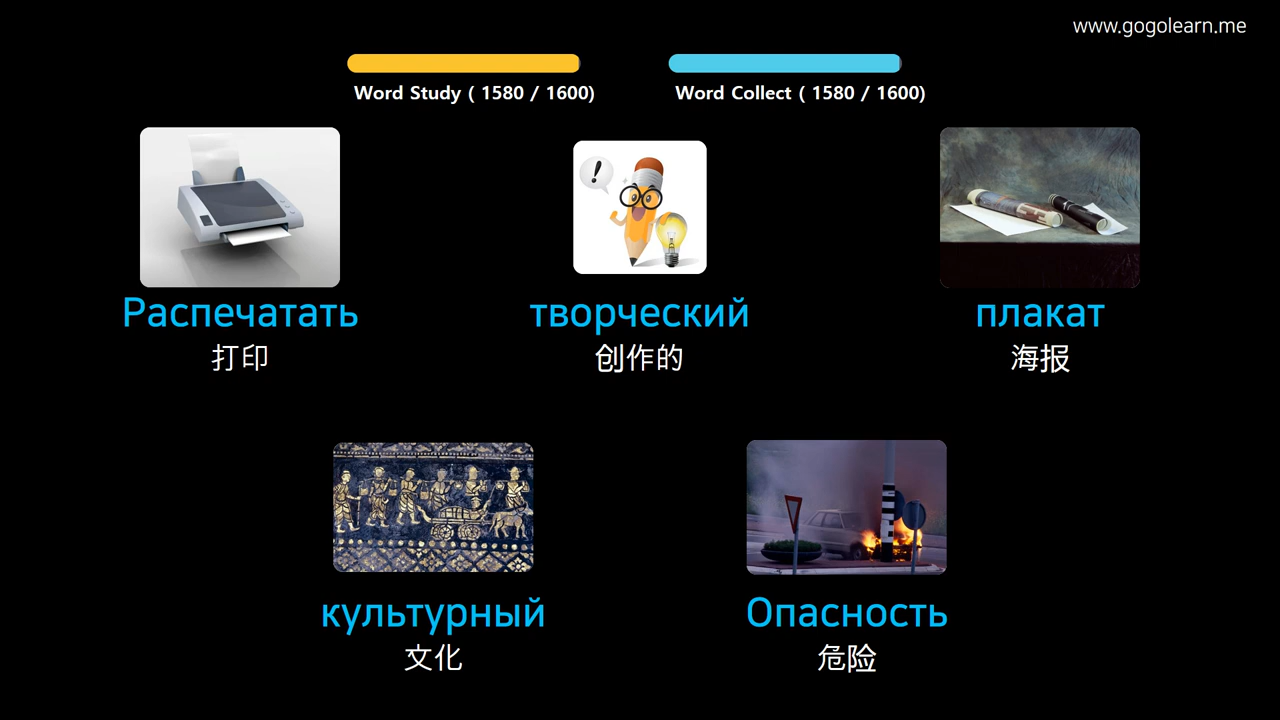 www.gogolearn.me
Word Study ( 1580 / 1600)
Word Collect ( 1580 / 1600)
Распечатать
打印
творческий
创作的
плакат
海报
культурный
文化
Опасность
危险